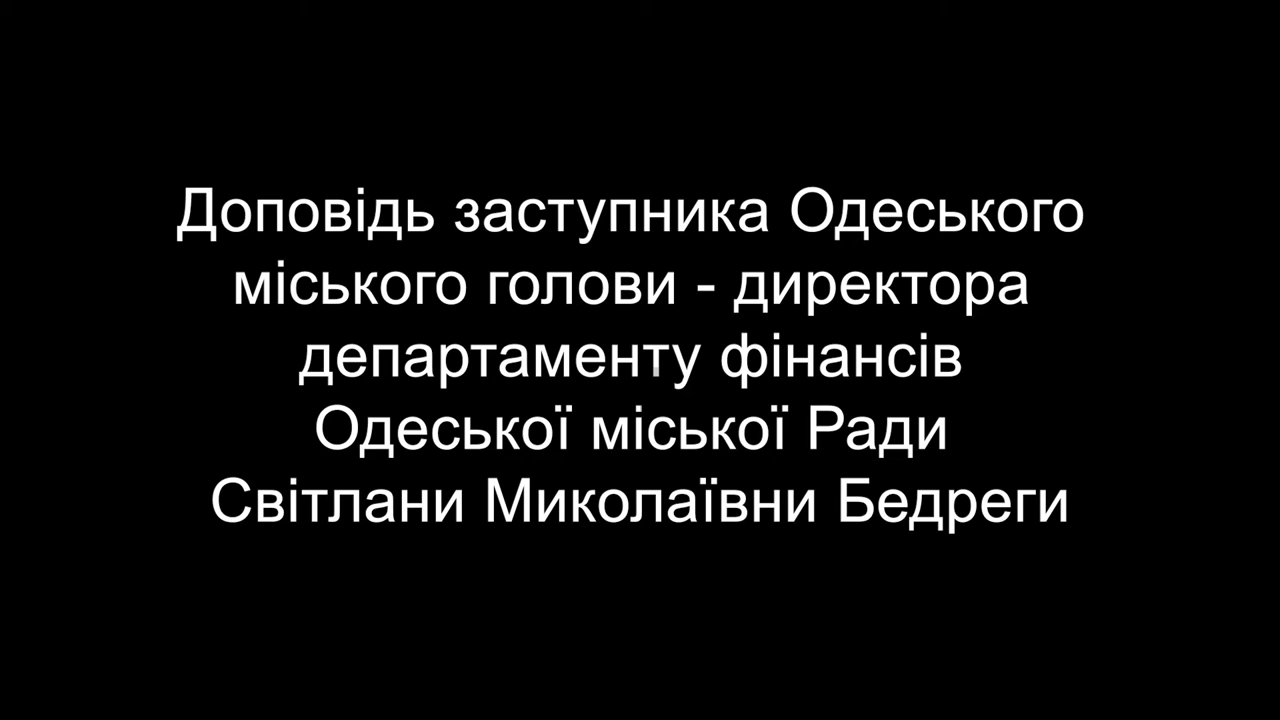 Доповідь заступника Одеського
міського голови - директора
департаменту фінансів
Одеської міської Ради
Світлани Миколаївни Бедреги